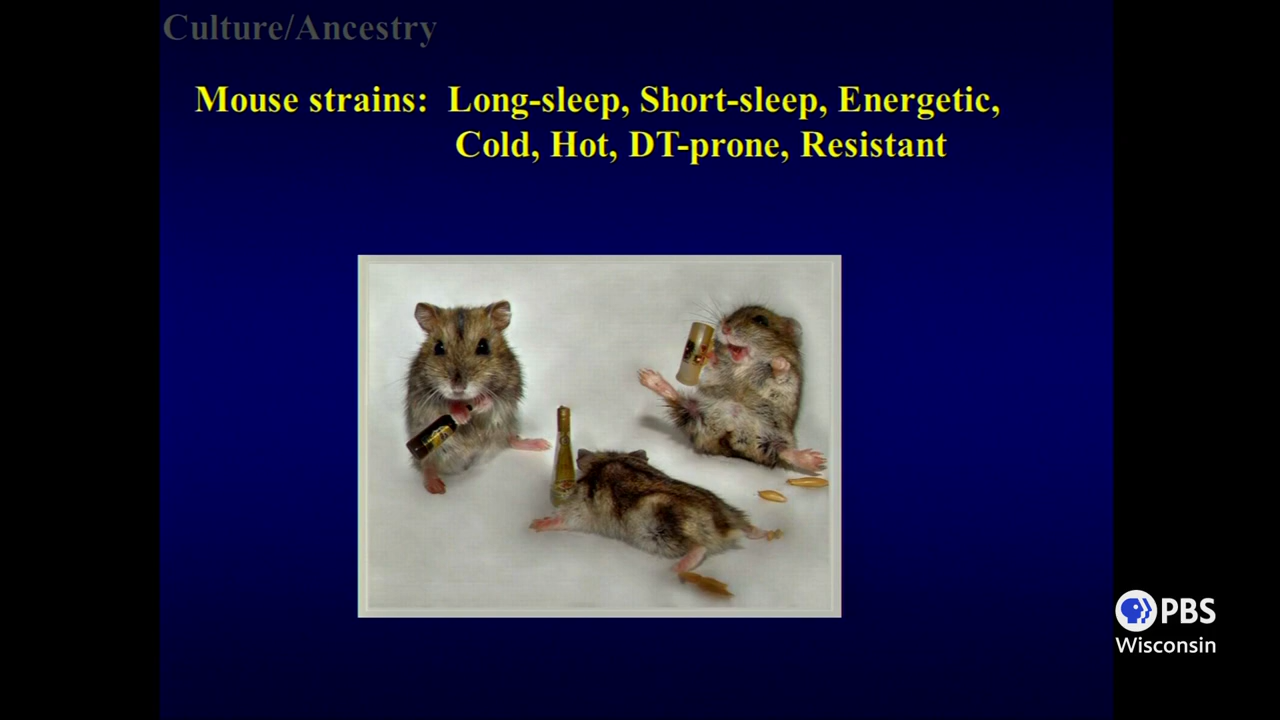 Culture/Ancestry
Mouse strains: Long-sleep, Short-sleep, Energetic,
Cold, Hot, DT-prone, Resistant
PBS
Wisconsin